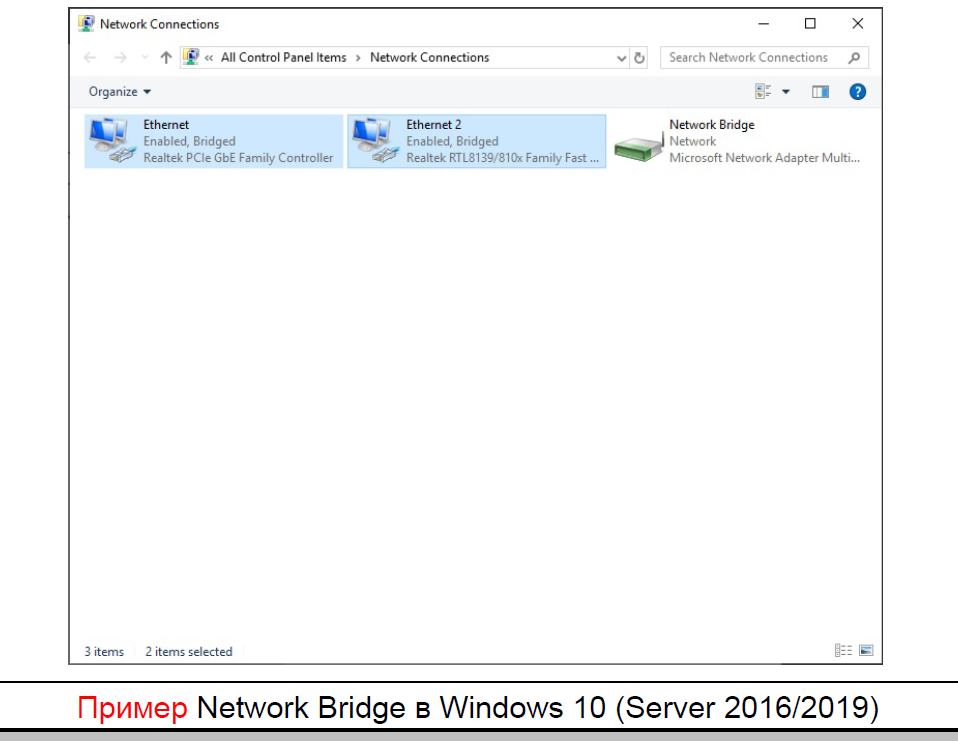 Network Connections
« All Control Panel Items › Network Connections
Search Network Connections
Organize
Ethernet
Enabled, Bridged
Realtek PCIe GbE Family Controller
Ethernet 2
Enabled, Bridged
Realtek RTL8139/810x Family Fast ...
Network Bridge
Network
Microsoft Network Adapter Multi...
3 items 2 items selected
Пример Network Bridge в Windows 10 (Server 2016/2019)